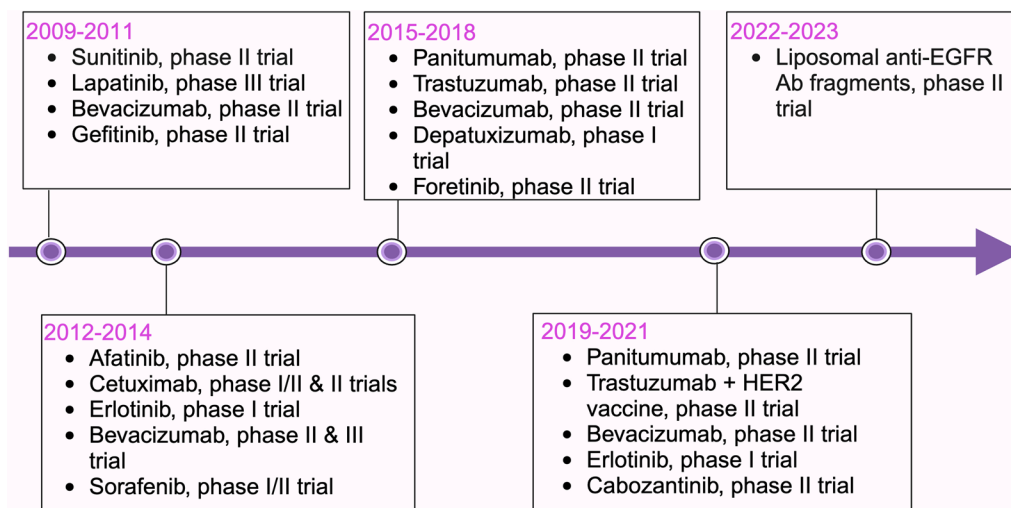 2009-2011
• Sunitinib, phase II trial
• Lapatinib, phase III trial
• Bevacizumab, phase II trial
• Gefitinib, phase II trial
2015-2018
• Panitumumab, phase II trial
• Trastuzumab, phase II trial
• Bevacizumab, phase II trial
• Depatuxizumab, phase I
trial
• Foretinib, phase II trial
2022-2023
• Liposomal anti-EGFR
Ab fragments, phase II
trial
2012-2014
• Afatinib, phase II trial
• Cetuximab, phase I/II & II trials
• Erlotinib, phase I trial
• Bevacizumab, phase II & III
trial
• Sorafenib, phase I/II trial
2019-2021
• Panitumumab, phase II trial
• Trastuzumab + HER2
vaccine, phase II trial
• Bevacizumab, phase II trial
• Erlotinib, phase I trial
• Cabozantinib, phase II trial